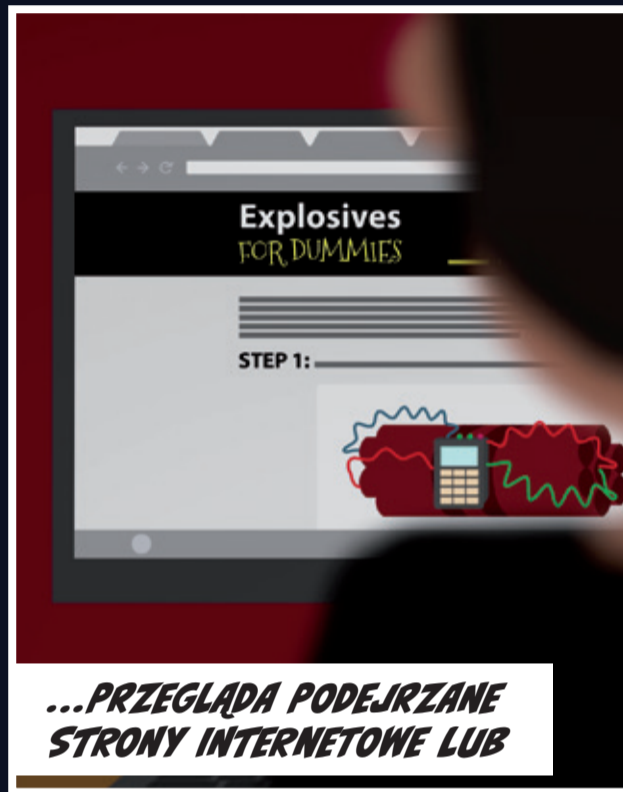 Explosives
FOR DUMMIES
STEP 1:
...PRZEGLĄDA PODEJRZANE
STRONY INTERNETOWE LUB